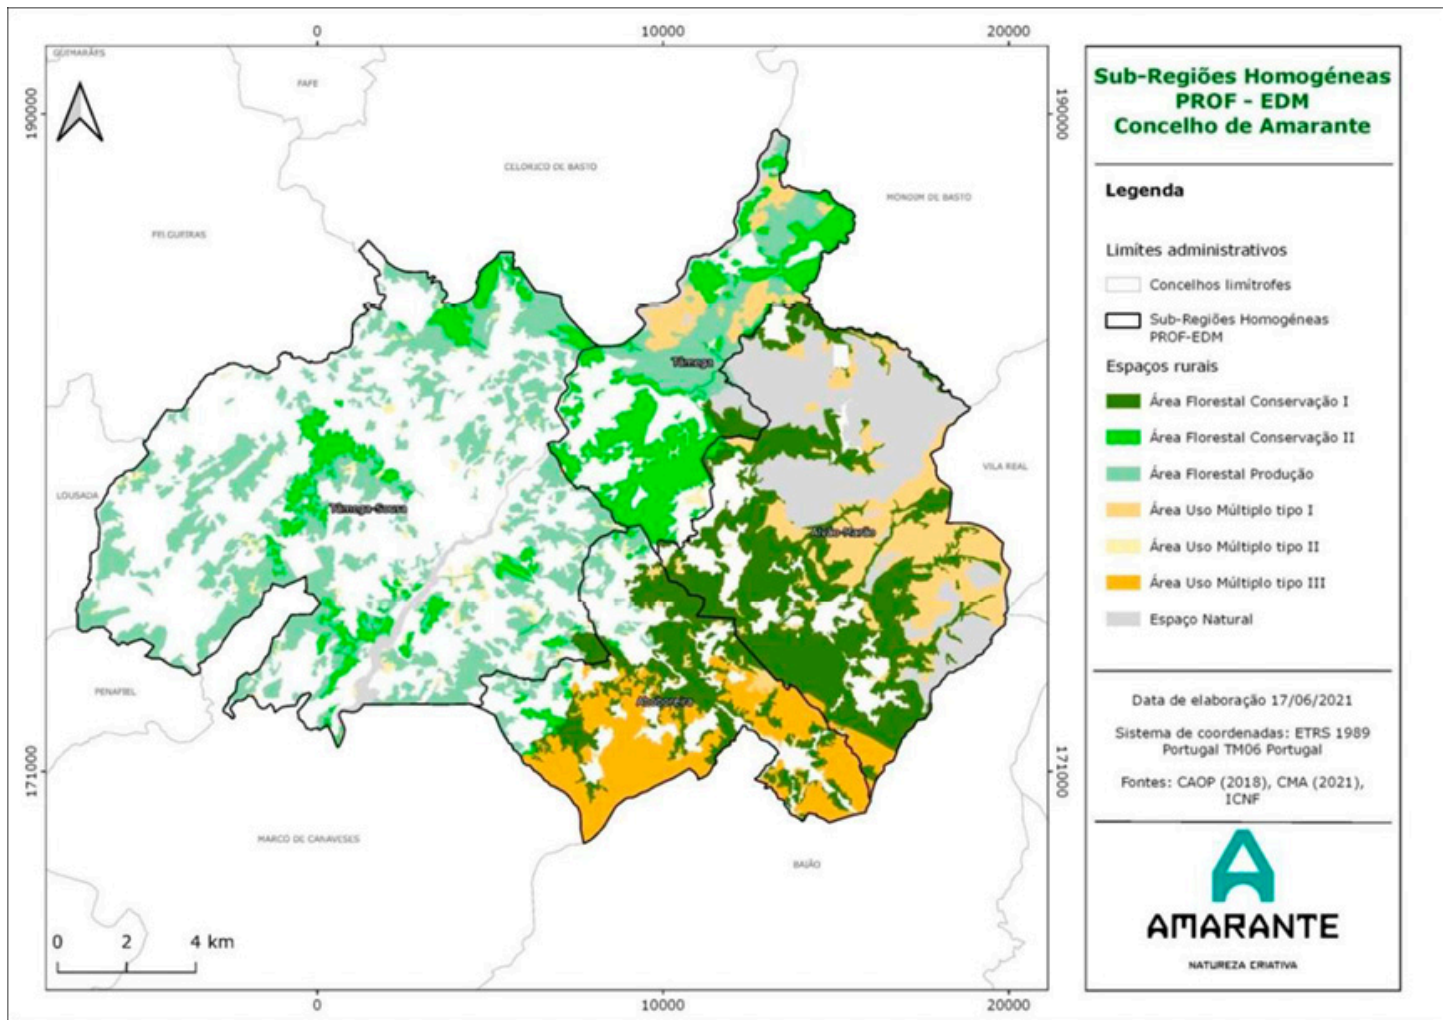 0
10000
20000
GUIMARÃES
FAFE
190000
190000
CELORICO DE BASTO
MONDIM DE BASTO
FELGUEIRAS
Tâmega
VILA REAL
LOUSADA
Tâmega-Sousa
Alvão-Marão
PENAFIEL
Aboboreira
171000
171000
MARCO DE CANAVESES
BAIÃO
0 2 4 km
0
10000
20000
Sub-Regiões Homogéneas
PROF - EDM
Concelho de Amarante
Legenda
Limítes administrativos
Concelhos limítrofes
Sub-Regiões Homogéneas
PROF-EDM
Espaços rurais
Área Florestal Conservação I
Área Florestal Conservação II
Área Florestal Produção
Área Uso Múltiplo tipo I
Área Uso Múltiplo tipo II
Área Uso Múltiplo tipo III
Espaço Natural
Data de elaboração 17/06/2021
Sistema de coordenadas: ETRS 1989
Portugal TM06 Portugal
Fontes: CAOP (2018), CMA (2021),
ICNF
AMARANTE
NATUREZA CRIATIVA